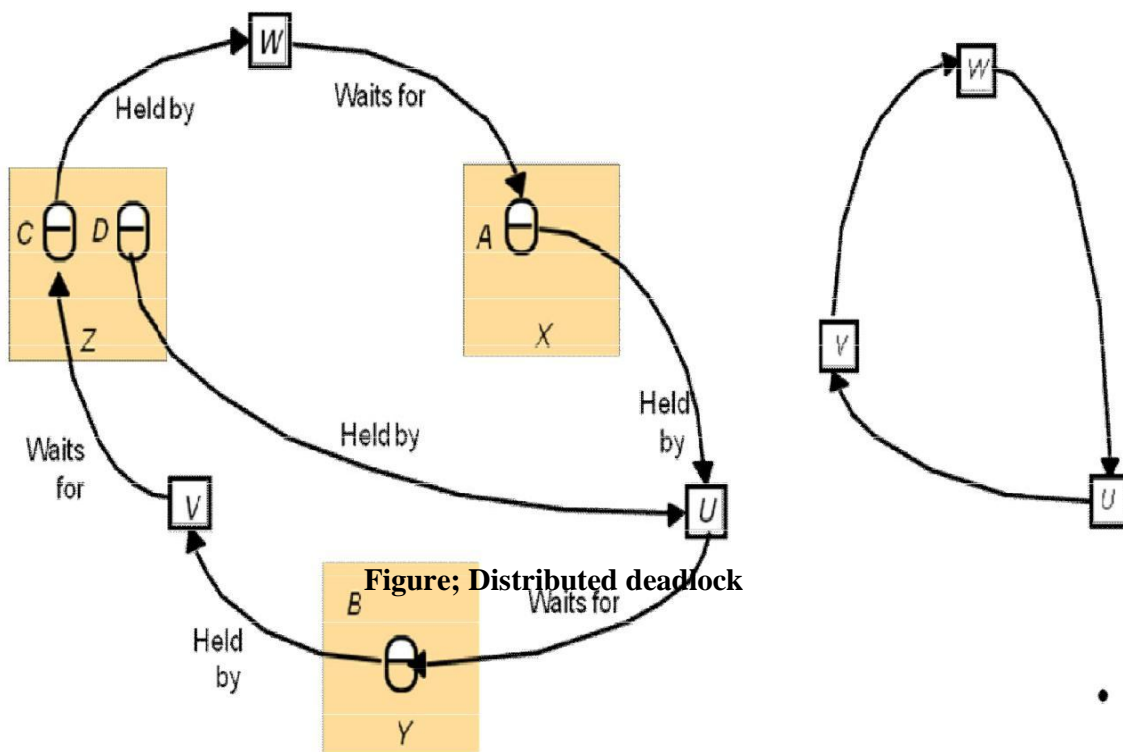 W
W
Waits for
Held by
C
D
A
Z
X
V
Held
by
Held by
Waits
for
V
U
U
Figure; Distributed deadlock
B
Waits for
Held
by
Y